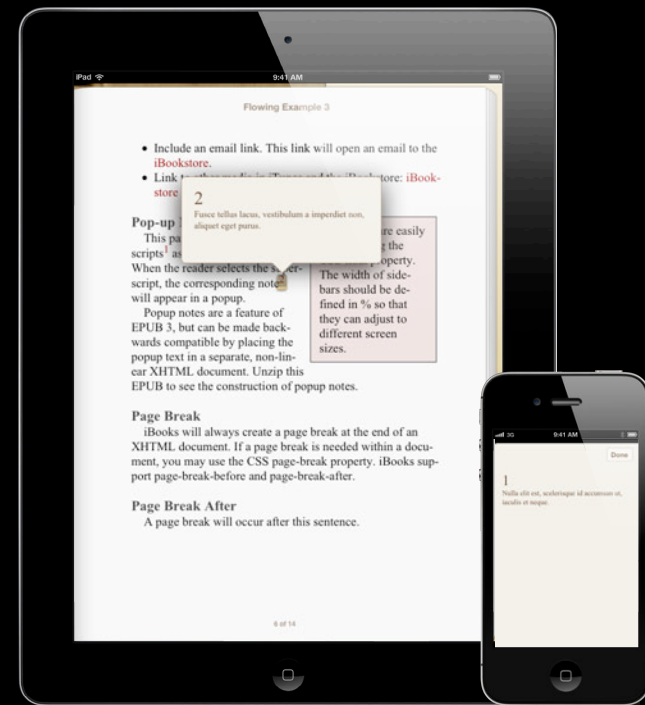 iPad
9:41 AM
Flowing Example 3
• Include an email link. This link will open an email to the
iBookstore.
• Link to other media in iTunes and the iBookstore: iBook-
store
2
Fusce tellus lacus, vestibulum a imperdiet non,
aliquet eget purus.
Pop-up
This pa
scripts1 as
When the reader selects the super-
script, the corresponding note
will appear in a popup.
Popup notes are a feature of
EPUB 3, but can be made back-
wards compatible by placing the
popup text in a separate, non-lin-
ear XHTML document. Unzip this
EPUB to see the construction of popup notes.
re easily
g the
property.
The width of side-
bars should be de-
fined in % so that
they can adjust to
different screen
sizes.
Page Break
iBooks will always create a page break at the end of an
XHTML document. If a page break is needed within a docu-
ment, you may use the CSS page-break property. iBooks sup-
port page-break-before and page-break-after.
Page Break After
A page break will occur after this sentence.
6 of 14
3G
9:41 AM
Done
1
Nulla elit est, scelerisque id accumsan ut,
iaculis et neque.